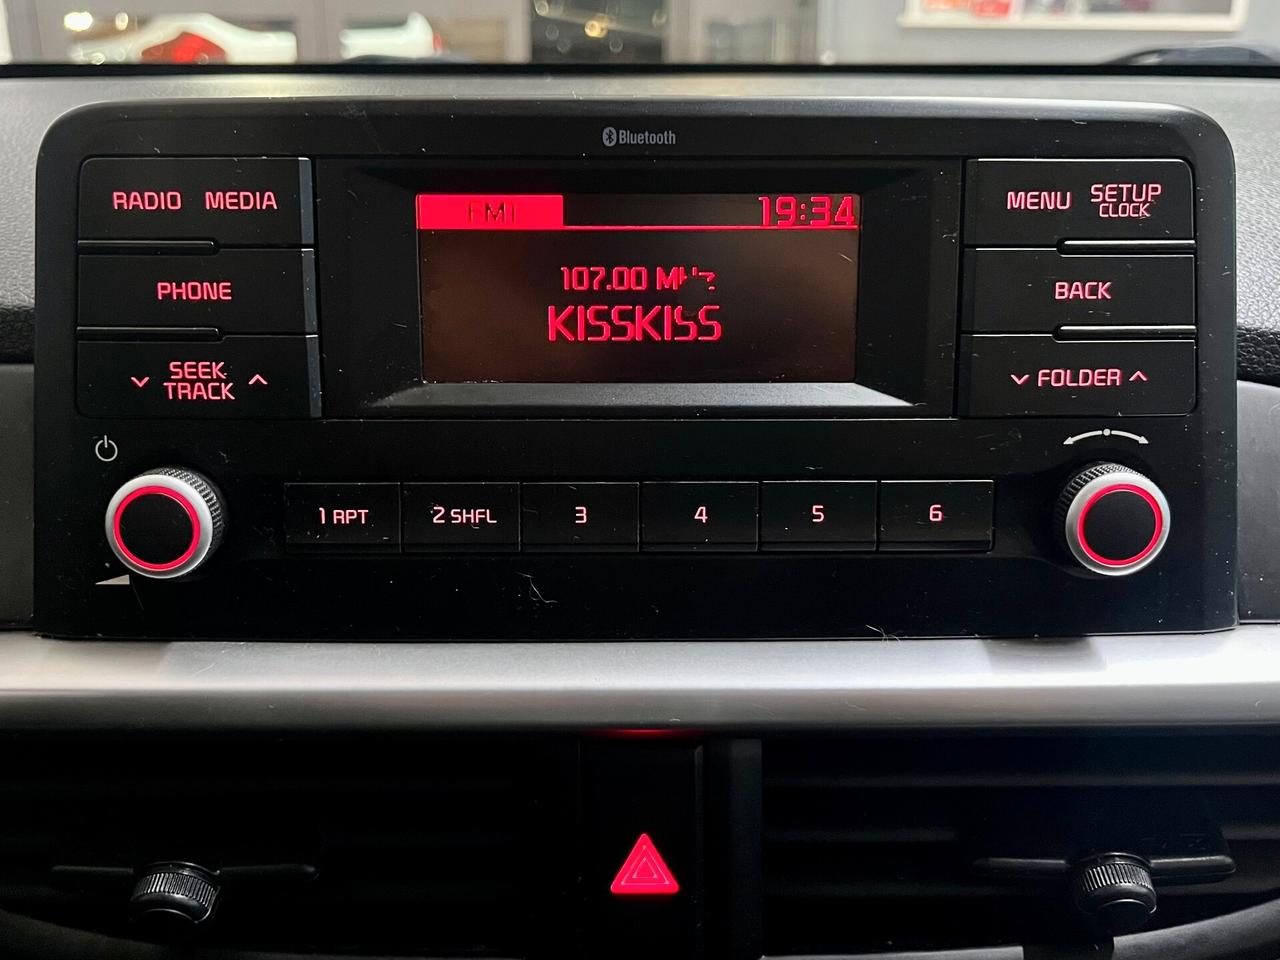 Bluetooth
RADIO MEDIA
FM1 19:34
MENU SETUP
CLOCK
PHONE
107.00 MHz
KISSKISS
BACK
SEEK
TRACK
FOLDER
1 RPT 2 SHFL 3 4 5 6